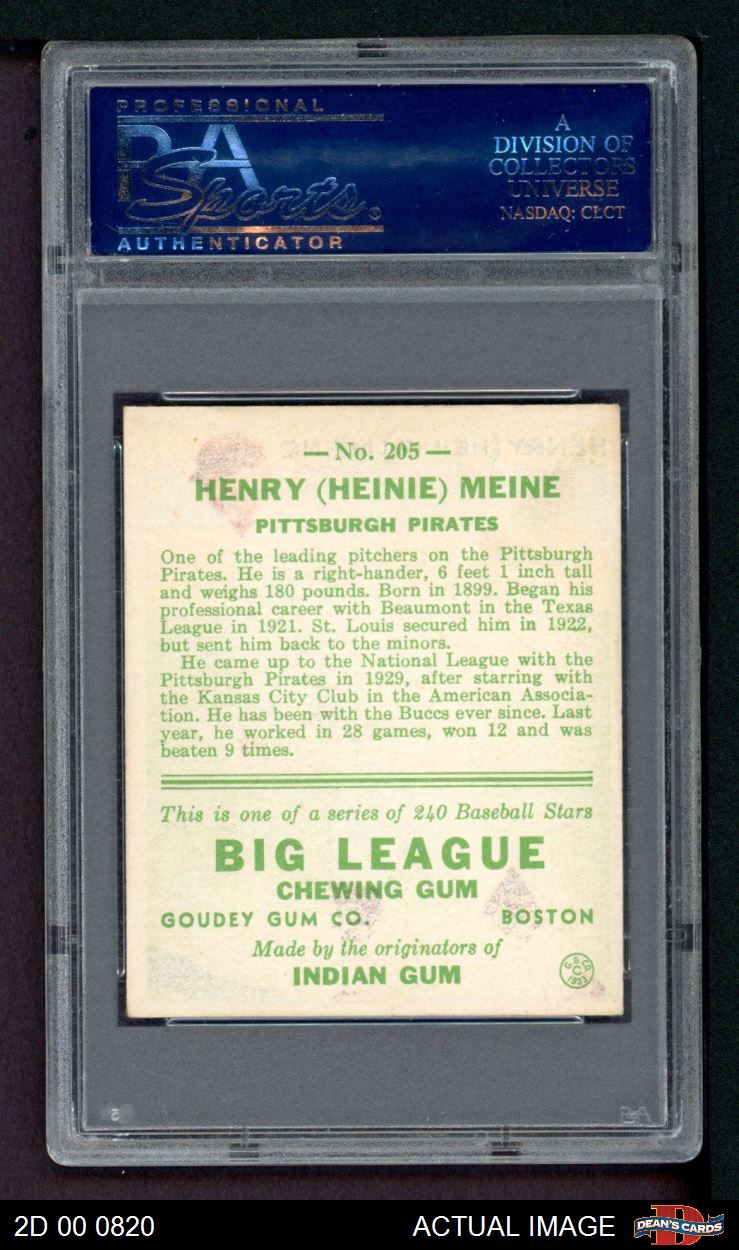 PROFESSIONAL
PSA
Sports
AUTHENTICATOR
A
DIVISION OF
COLLECTORS
UNIVERSE
NASDAQ: CLCT
— No. 205 —
HENRY (HEINIE) MEINE
PITTSBURGH PIRATES
One of the leading pitchers on the Pittsburgh
Pirates. He is a right-hander, 6 feet 1 inch tall
and weighs 180 pounds. Born in 1899. Began his
professional career with Beaumont in the Texas
League in 1921. St. Louis secured him in 1922,
but sent him back to the minors.
He came up to the National League with the
Pittsburgh Pirates in 1929, after starring with
the Kansas City Club in the American Associa-
tion. He has been with the Buccs ever since. Last
year, he worked in 28 games, won 12 and was
beaten 9 times.
This is one of a series of 240 Baseball Stars
BIG LEAGUE
CHEWING GUM
GOUDEY GUM CO. BOSTON
Made by the originators of
INDIAN GUM
G.G.CO.
C
1933
2D 00 0820
ACTUAL IMAGE
DEAN'S CARDS